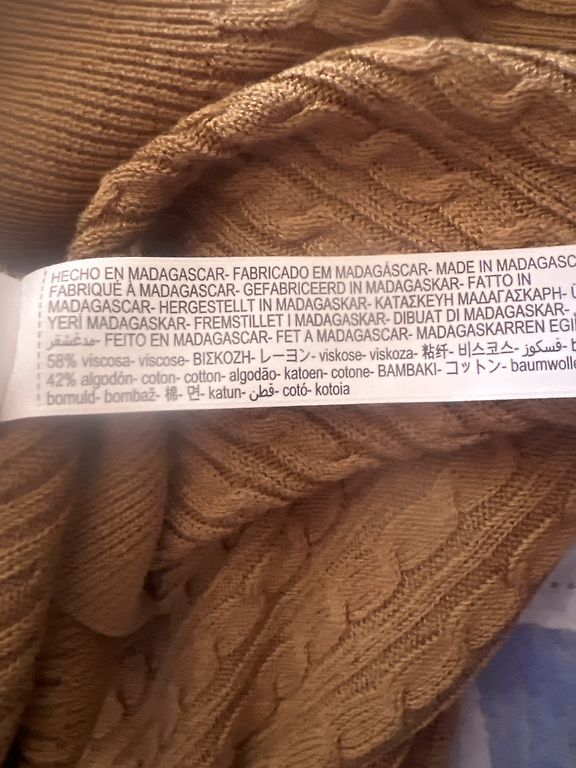 HECHO EN MADAGASCAR- FABRICADO EM MADAGÁSCAR- MADE IN
FABRIQUÉ À MADAGASCAR- GEFABRICEERD IN MADAGASKAR- FATTO IN
MADAGASCAR- HERGESTELLT IN MADAGASKAR- ΚΑΤΑΣΚΕΥΗ ΜΑΔΑΓΑΣΚΑΡΗ-
YERİ MADAGASKAR- FREMSTILLET I MADAGASKAR- DIBUAT DI MADAGASKAR-
مدغشقر- FEITO EN MADAGASCAR- FET A MADAGASCAR- MADAGASKARREN
58% viscosa- viscose- ΒΙΣΚΟΖΗ- レーヨン- viskose- viskoza- 粘纤- 비스코스- فسكوز-
42% algodón- coton- cotton- algodão- katoen- cotone- ΒΑΜΒΑΚΙ- コットン- baumwolle
bomuld- bombaž- 棉- 면- katun- قطن- cotó- kotoia